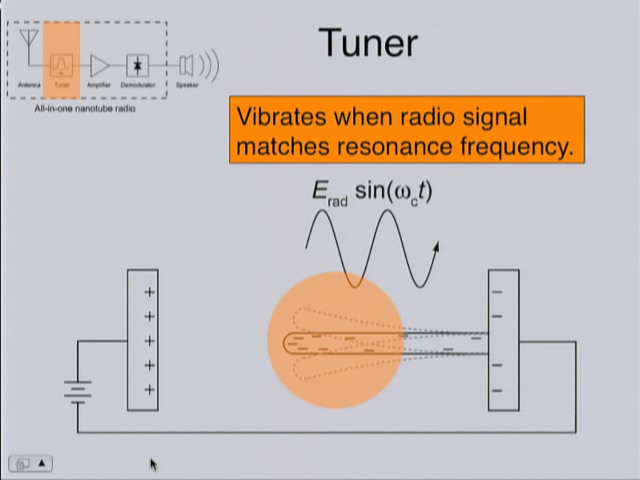 Tuner
Antenna Tuner Amplifier Demodulator Speaker
All-in-one nanotube radio
Vibrates when radio signal
matches resonance frequency.
E_rad sin(ω_c t)
+ −
+ −
+
+ −
+ −